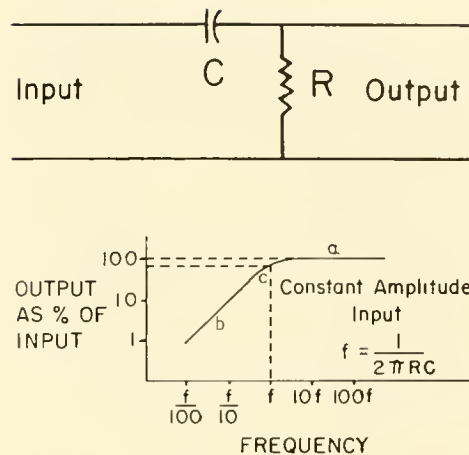 C
Input
R
Output
100
a
OUTPUT
AS % OF
INPUT
c
Constant Amplitude
Input
10
b
f = 1 / 2πRC
1
f/100 f/10 f 10f 100f
FREQUENCY